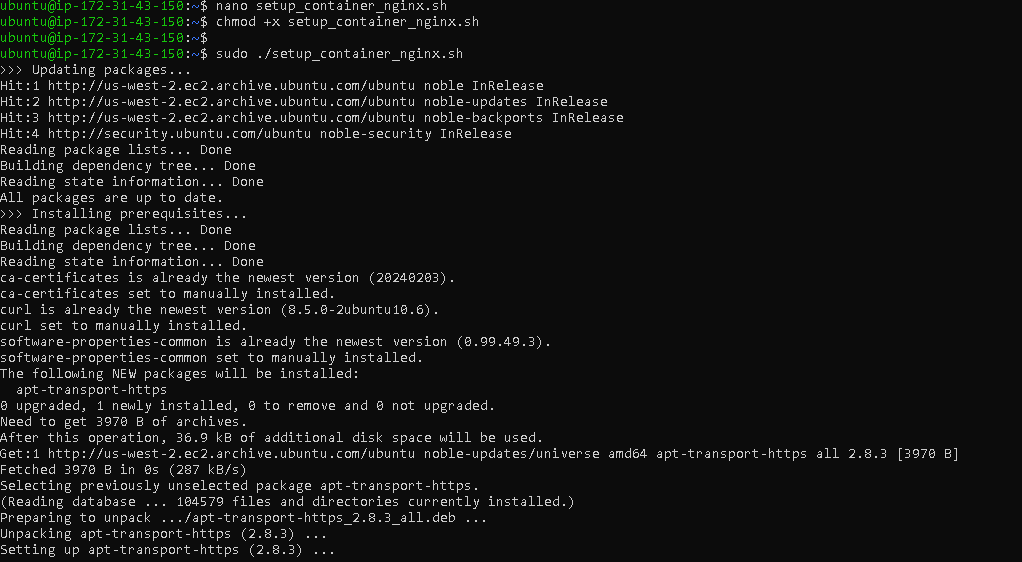 ubuntu@ip-172-31-43-150:~$ nano setup_container_nginx.sh
ubuntu@ip-172-31-43-150:~$ chmod +x setup_container_nginx.sh
ubuntu@ip-172-31-43-150:~$
ubuntu@ip-172-31-43-150:~$ sudo ./setup_container_nginx.sh
>>> Updating packages...
Hit:1 http://us-west-2.ec2.archive.ubuntu.com/ubuntu noble InRelease
Hit:2 http://us-west-2.ec2.archive.ubuntu.com/ubuntu noble-updates InRelease
Hit:3 http://us-west-2.ec2.archive.ubuntu.com/ubuntu noble-backports InRelease
Hit:4 http://security.ubuntu.com/ubuntu noble-security InRelease
Reading package lists... Done
Building dependency tree... Done
Reading state information... Done
All packages are up to date.
>>> Installing prerequisites...
Reading package lists... Done
Building dependency tree... Done
Reading state information... Done
ca-certificates is already the newest version (20240203).
ca-certificates set to manually installed.
curl is already the newest version (8.5.0-2ubuntu10.6).
curl set to manually installed.
software-properties-common is already the newest version (0.99.49.3).
software-properties-common set to manually installed.
The following NEW packages will be installed:
  apt-transport-https
0 upgraded, 1 newly installed, 0 to remove and 0 not upgraded.
Need to get 3970 B of archives.
After this operation, 36.9 kB of additional disk space will be used.
Get:1 http://us-west-2.ec2.archive.ubuntu.com/ubuntu noble-updates/universe amd64 apt-transport-https all 2.8.3 [3970 B]
Fetched 3970 B in 0s (287 kB/s)
Selecting previously unselected package apt-transport-https.
(Reading database ... 104579 files and directories currently installed.)
Preparing to unpack .../apt-transport-https_2.8.3_all.deb ...
Unpacking apt-transport-https (2.8.3) ...
Setting up apt-transport-https (2.8.3) ...